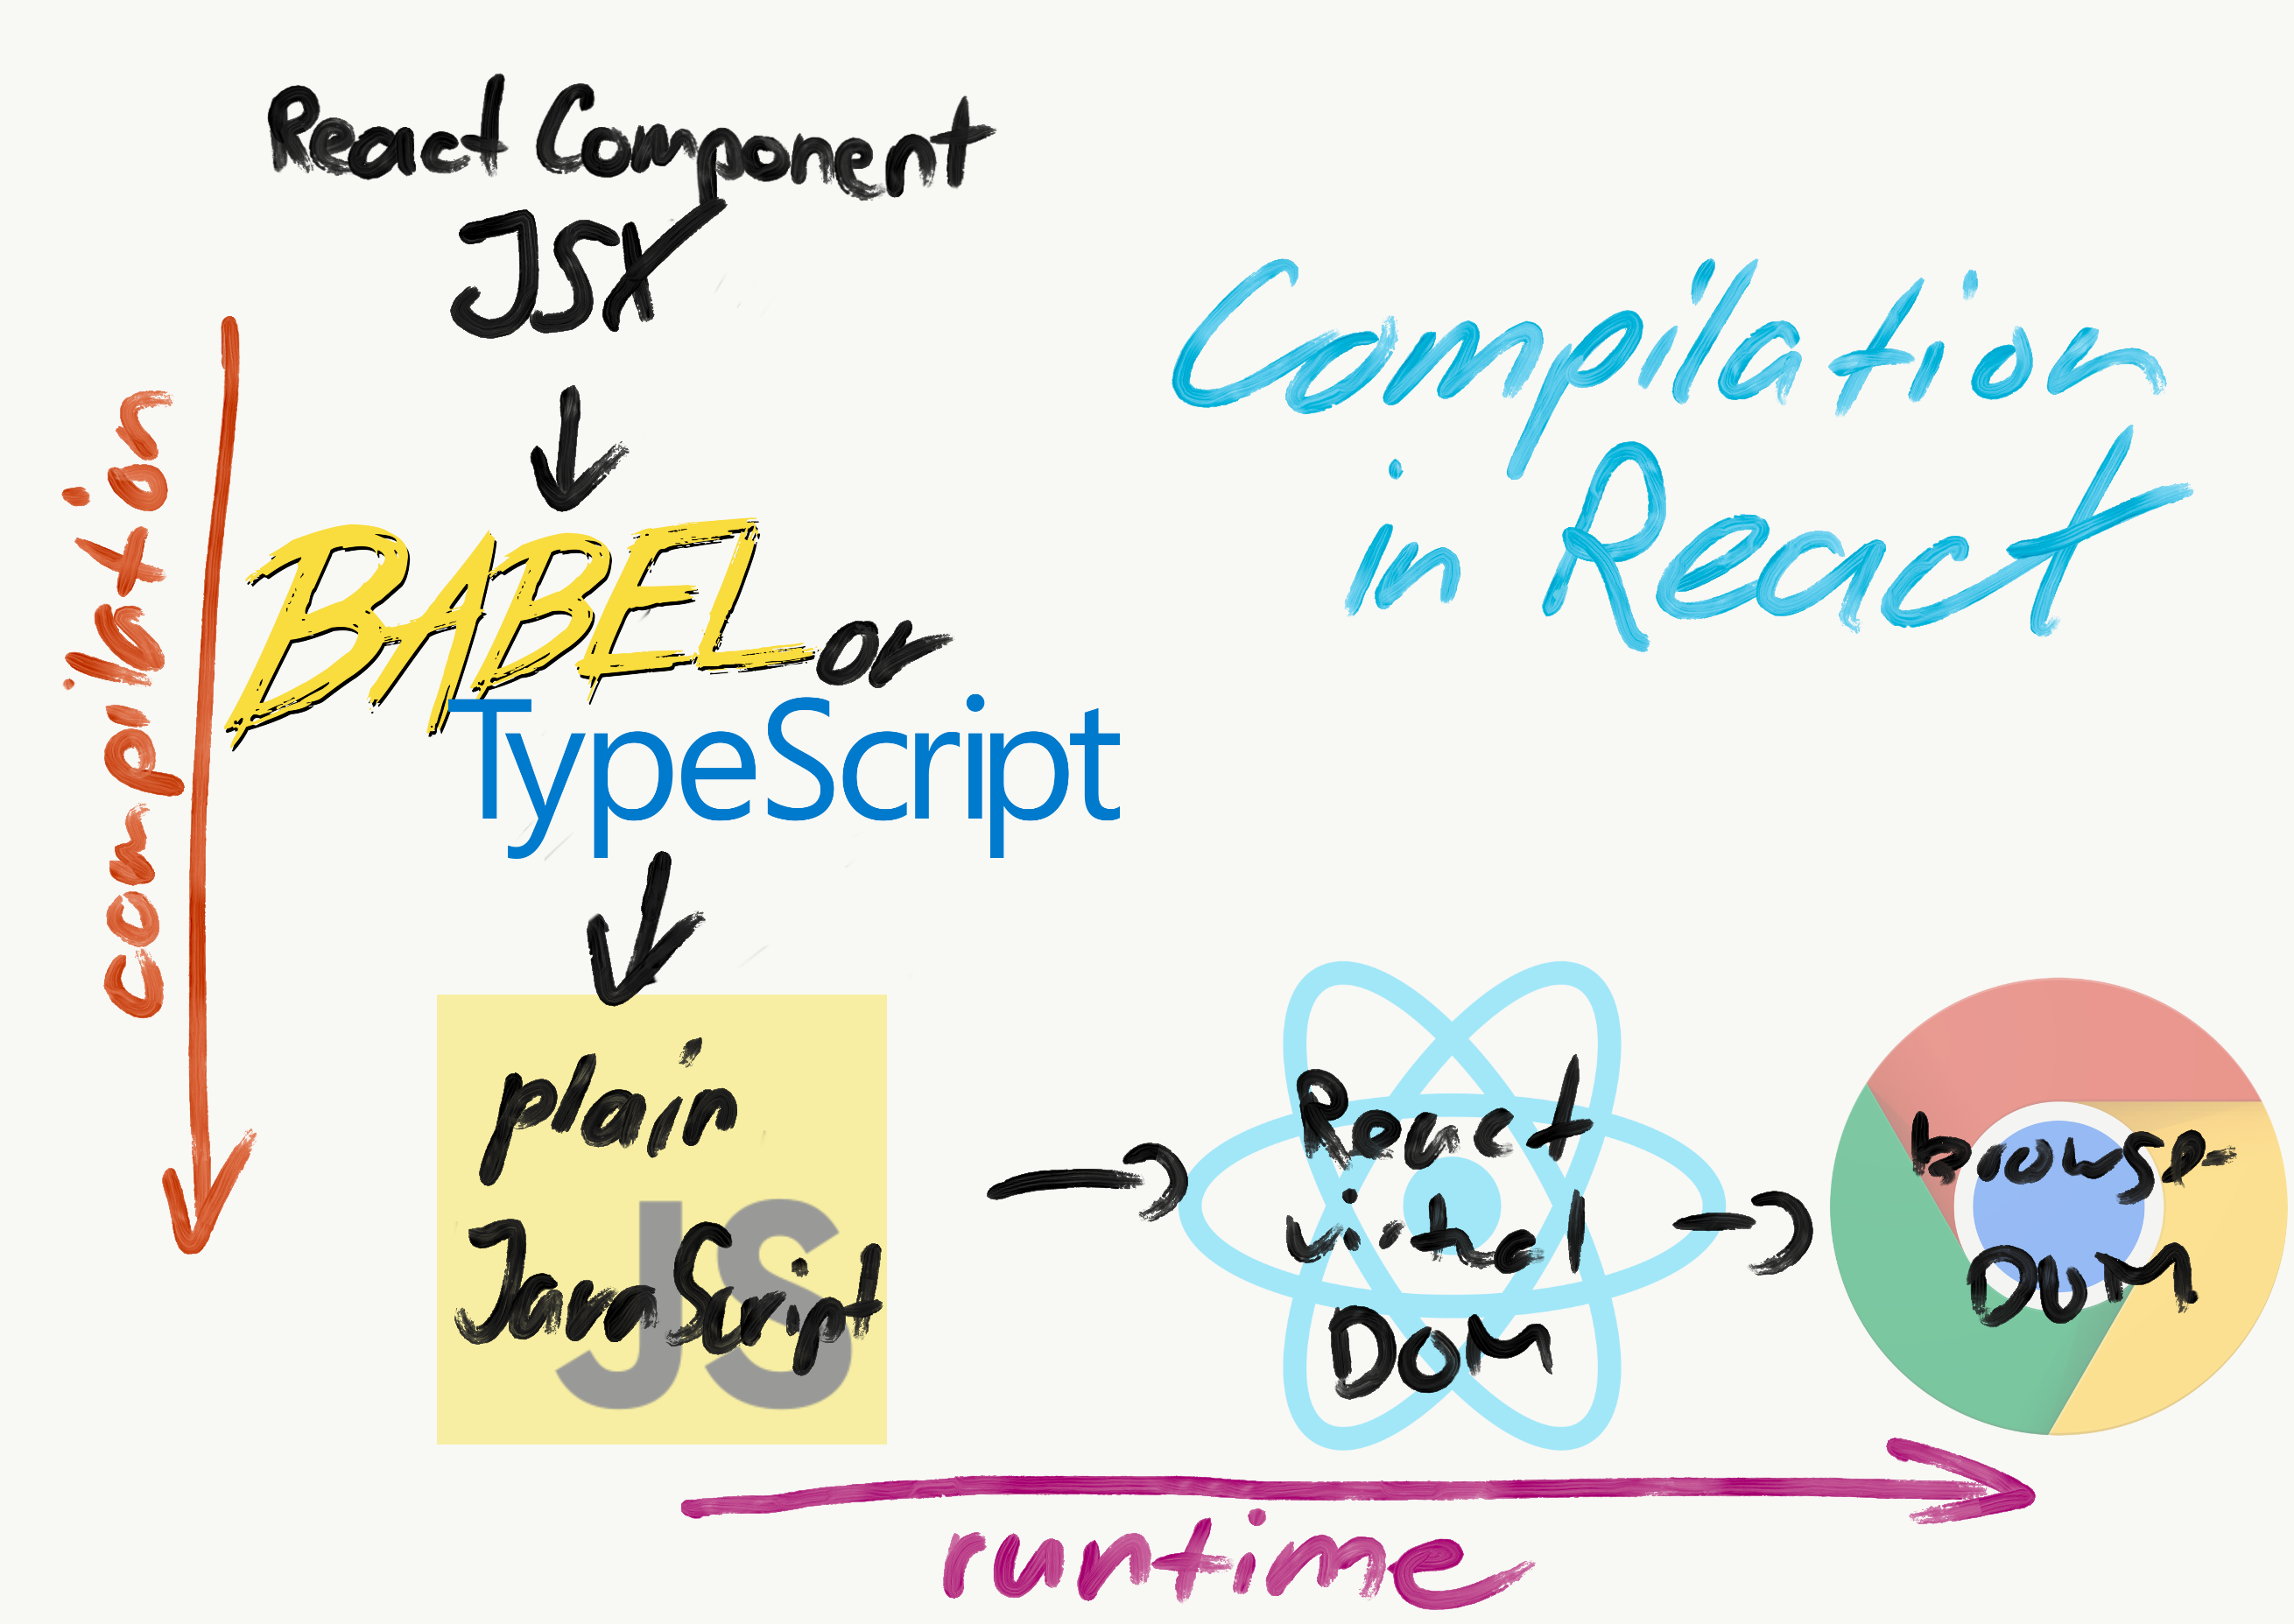 React Component
JSX
Compilation
in React
compilation
BABEL or
TypeScript
plain
JavaScript
JS
React
virtual
DOM
browser
DOM
runtime